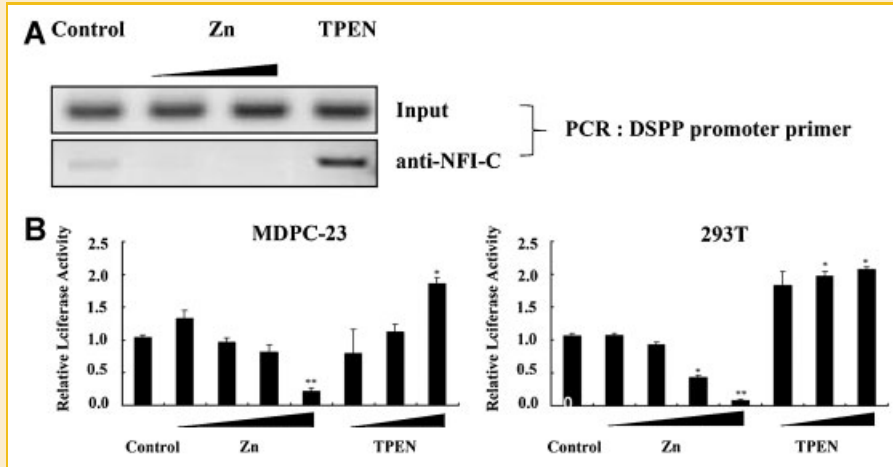 A Control Zn TPEN
Input
anti-NFI-C
PCR : DSPP promoter primer
B
MDPC-23
Relative Lciferase Activity
2.5
2.0
1.5
1.0
0.5
0.0
*
**
Control Zn TPEN
293T
Relative Lciferase Activity
2.5
2.0
1.5
1.0
0.5
0.0
0
*
**
*
*
Control Zn TPEN